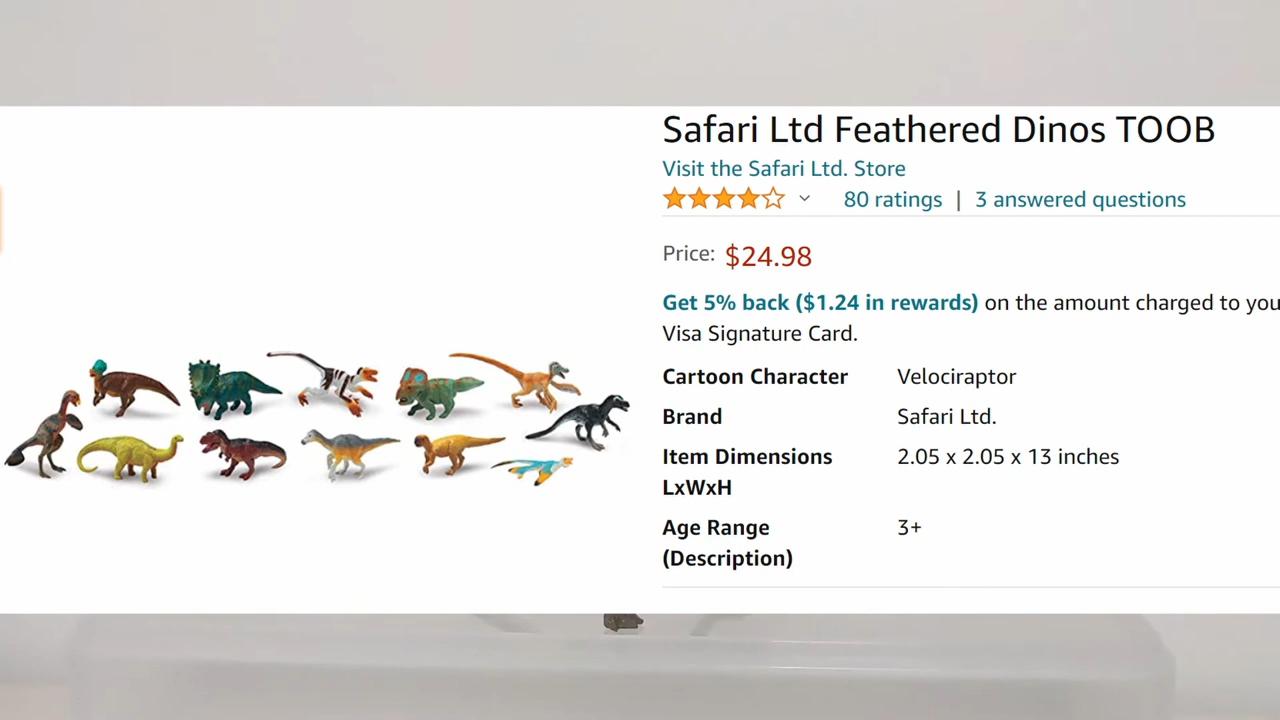 Safari Ltd Feathered Dinos TOOB
Visit the Safari Ltd. Store
80 ratings | 3 answered questions
Price: $24.98
Get 5% back ($1.24 in rewards) on the amount charged to you
Visa Signature Card.
Cartoon Character Velociraptor
Brand Safari Ltd.
Item Dimensions 2.05 x 2.05 x 13 inches
LxWxH
Age Range 3+
(Description)